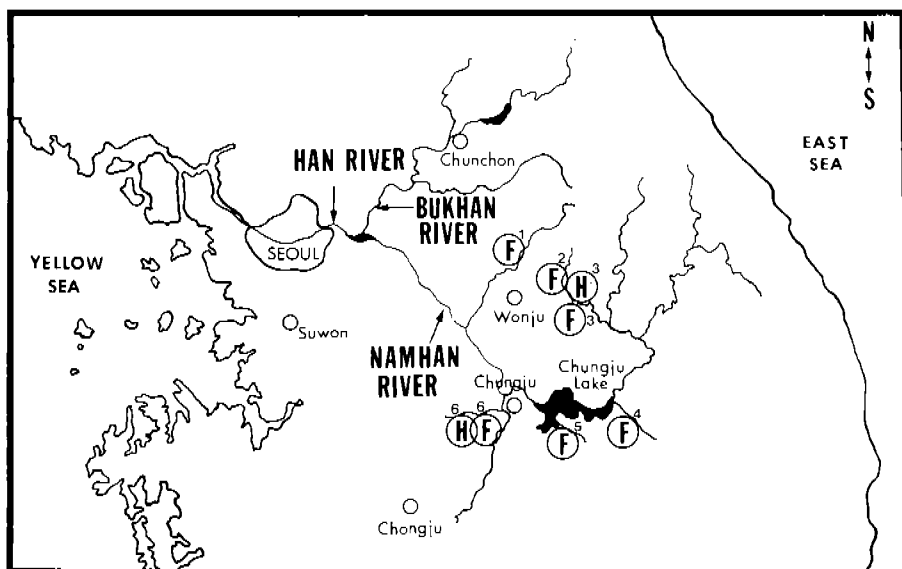 N
S
EAST
SEA
Chunchon
HAN RIVER
BUKHAN
RIVER
SEOUL
YELLOW
SEA
F 1
F 2
H 3
F 3
Wonju
Suwon
NAMHAN
RIVER
Chungju
Lake
Chungju
H 6
F 6
F 5
F 4
Chongju